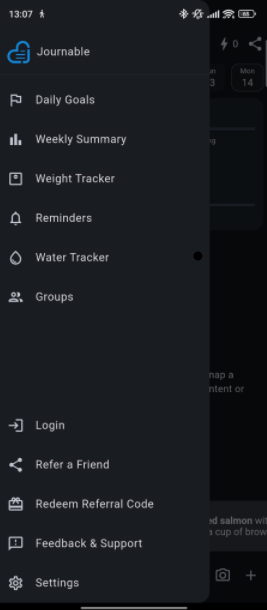 13:07
Journable
0
Mon
3
14
Daily Goals
Weekly Summary
Weight Tracker
Reminders
Water Tracker
Groups
Login
Refer a Friend
Redeem Referral Code
Feedback & Support
Settings
nap a
ntent or
ed salmon wit
a cup of brow